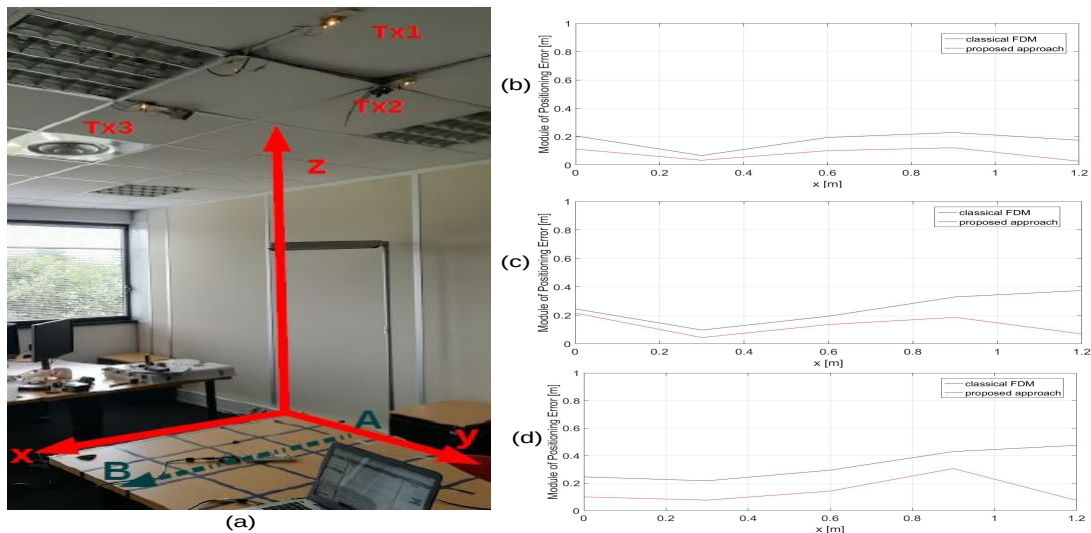 Tx1
Tx2
Tx3
z
x
y
A
B
(a)
(b)
Module of Positioning Error [m]
1
0.8
0.6
0.4
0.2
0
0 0.2 0.4 0.6 0.8 1 1.2
x [m]
classical FDM
proposed approach
(c)
Module of Positioning Error [m]
1
0.8
0.6
0.4
0.2
0
0 0.2 0.4 0.6 0.8 1 1.2
x [m]
classical FDM
proposed approach
(d)
Module of Positioning Error [m]
1
0.8
0.6
0.4
0.2
0
0 0.2 0.4 0.6 0.8 1 1.2
x [m]
classical FDM
proposed approach